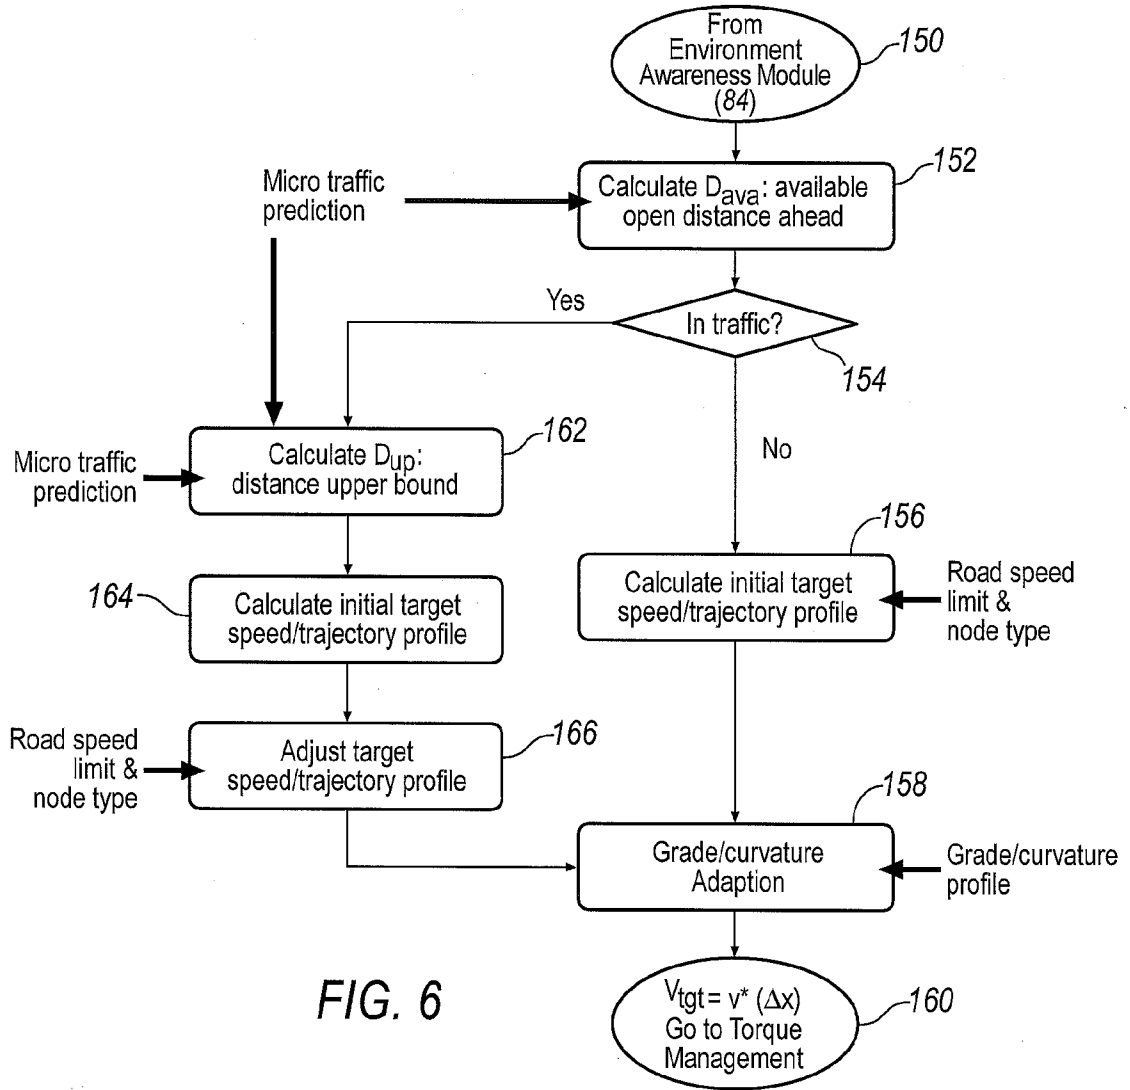 From
Environment
Awareness Module
(84)
150
Calculate Dava: available
open distance ahead
152
Micro traffic
prediction
Yes
In traffic?
154
No
Calculate Dup:
distance upper bound
162
Micro traffic
prediction
156
Calculate initial target
speed/trajectory profile
164
Calculate initial target
speed/trajectory profile
Road speed
limit &
node type
Road speed
limit &
node type
Adjust target
speed/trajectory profile
166
158
Grade/curvature
Adaption
Grade/curvature
profile
Vtgt = v* (Δx)
Go to Torque
Management
160
FIG. 6